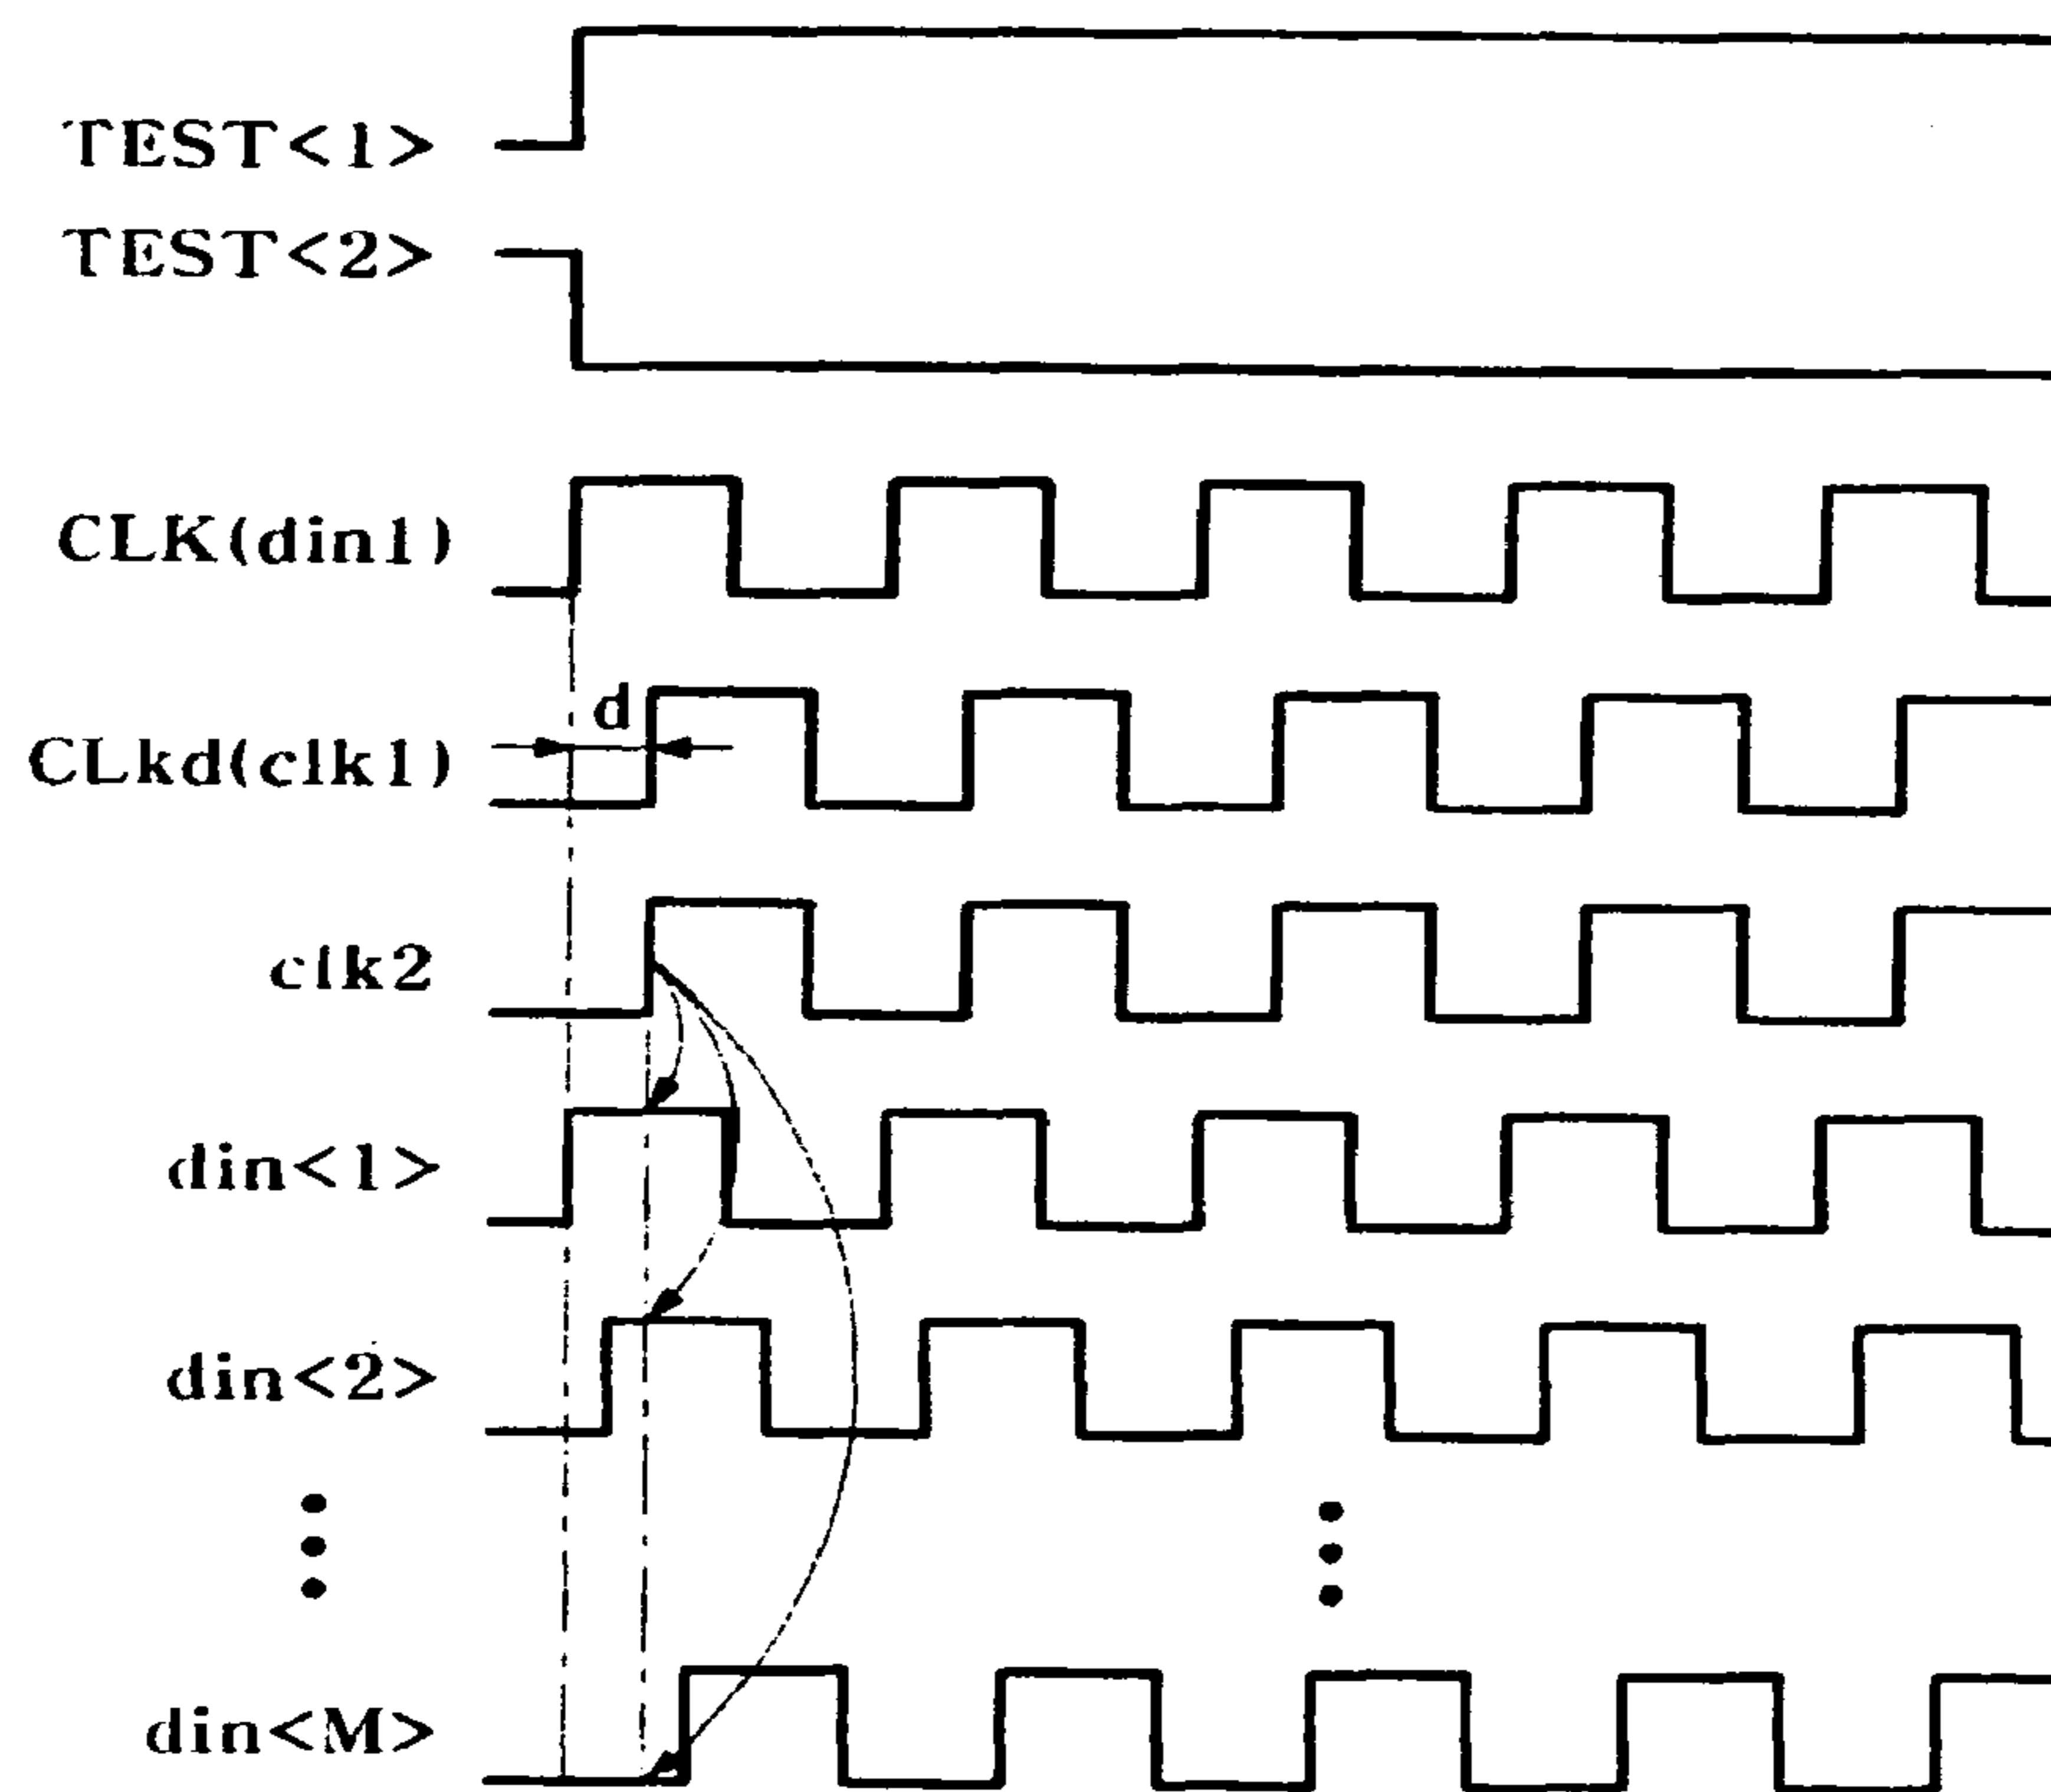 TEST<1>
TEST<2>
CLK(din1)
d
CLkd(clk1)
clk2
din<1>
din<2>
din<M>